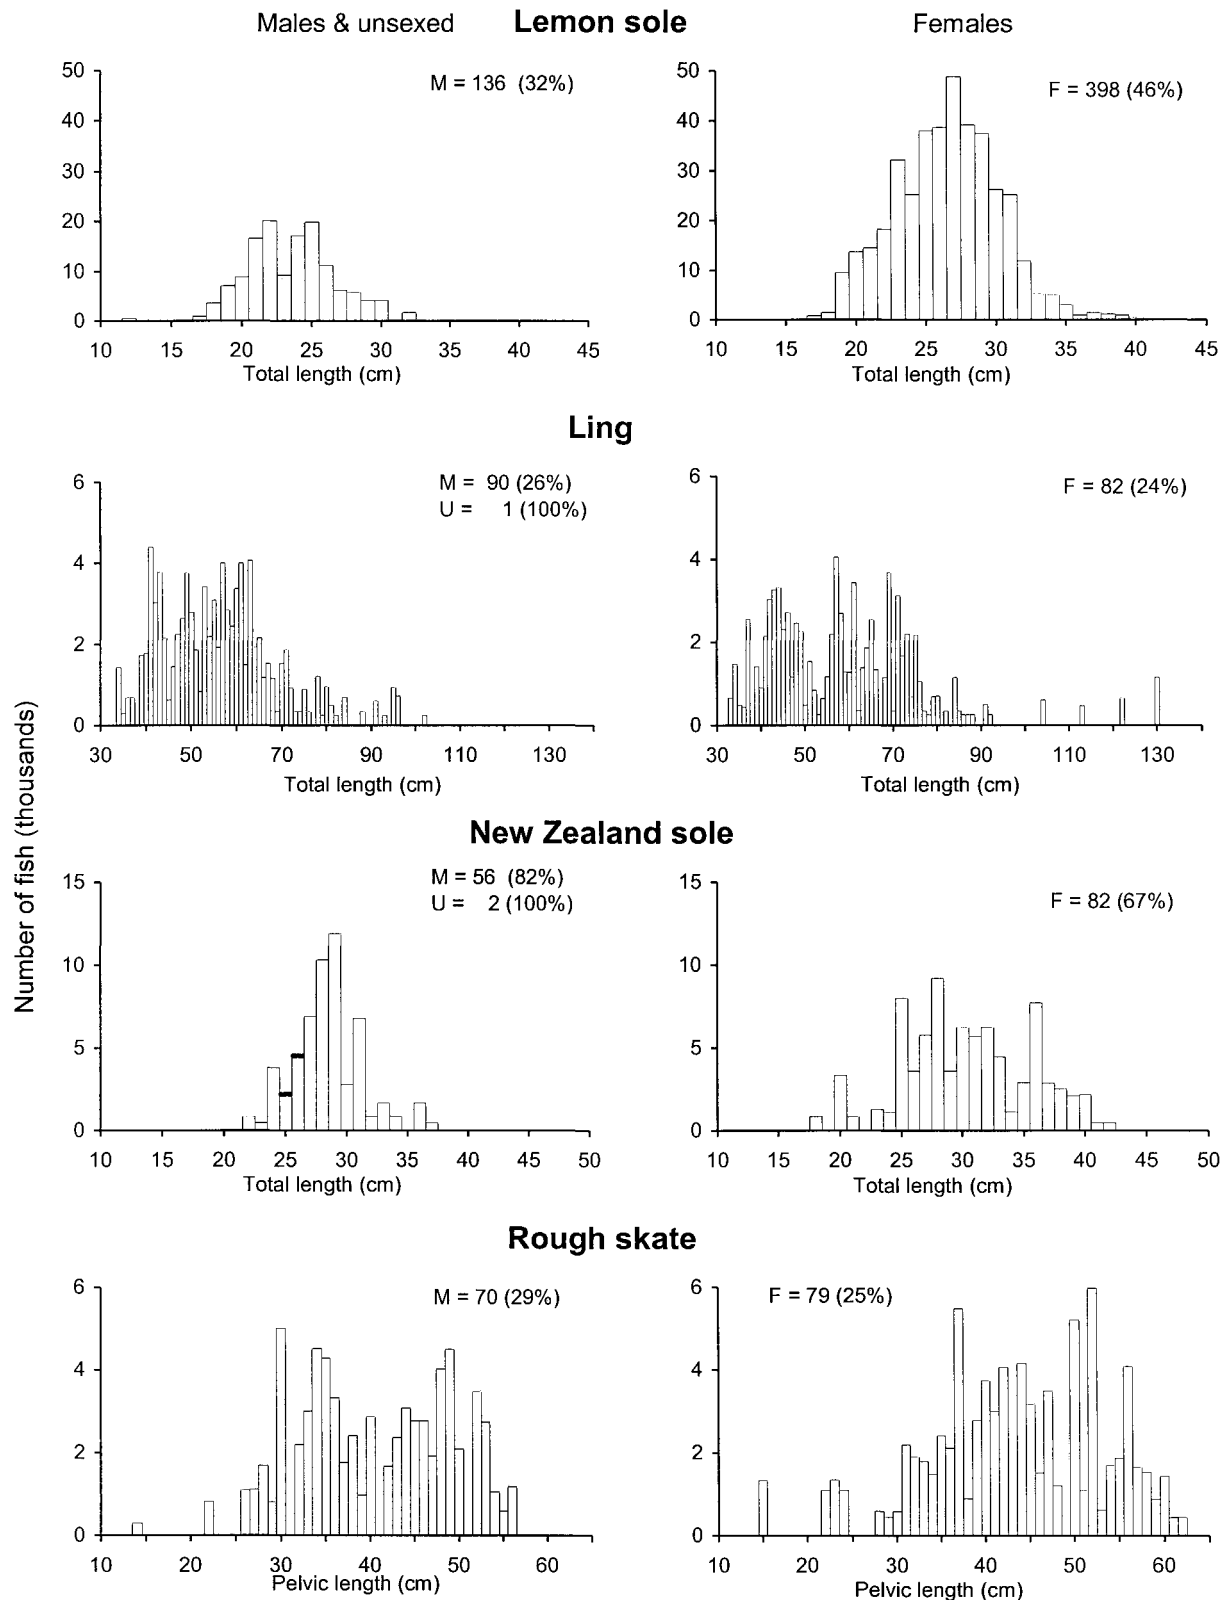 Males & unsexed Lemon sole Females
M = 136 (32%)
F = 398 (46%)
50 40 30 20 10 0
10 15 20 25 30 35 40 45
Total length (cm)
50 40 30 20 10 0
10 20 25 30 35 40 45
Total length (cm)
Ling
M = 90 (26%)
U = 1 (100%)
F = 82 (24%)
6 4 2 0
30 50 70 90 110 130
Total length (cm)
6 4 2 0
30 50 70 90 110 130
Total length (cm)
Number of fish (thousands)
New Zealand sole
M = 56 (82%)
U = 2 (100%)
F = 82 (67%)
15 10 5 0
10 15 20 25 30 35 40 45 50
Total length (cm)
15 10 5 0
10 15 20 25 30 35 40 45 50
Total length (cm)
Rough skate
M = 70 (29%)
F = 79 (25%)
6 4 2 0
10 20 30 40 50 60
Pelvic length (cm)
6 4 2 0
10 20 30 40 50 60
Pelvic length (cm)